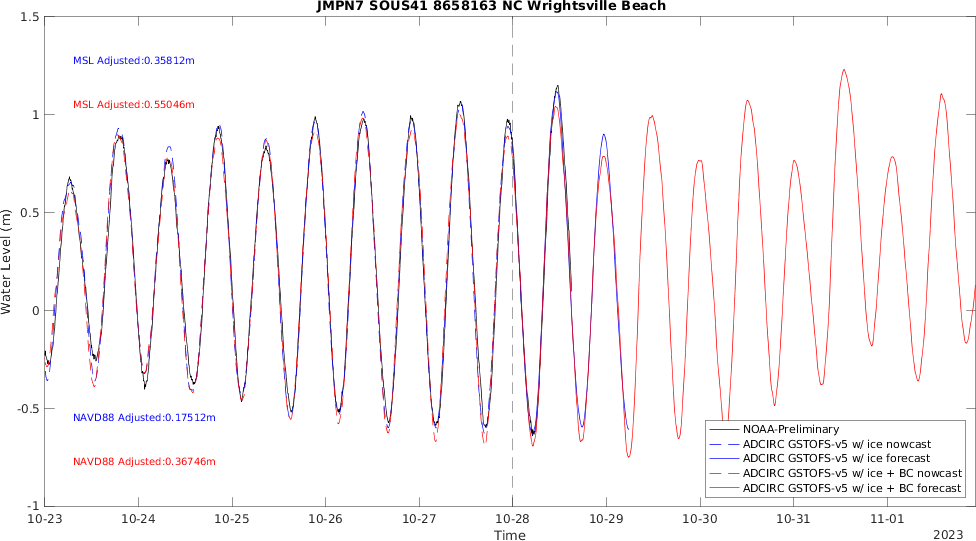 JMPN7 SOUS41 8658163 NC Wrightsville Beach
1.5
1
0.5
0
-0.5
-1
Water Level (m)
MSL Adjusted:0.35812m
MSL Adjusted:0.55046m
NAVD88 Adjusted:0.17512m
NAVD88 Adjusted:0.36746m
NOAA-Preliminary
ADCIRC GSTOFS-v5 w/ ice nowcast
ADCIRC GSTOFS-v5 w/ ice forecast
ADCIRC GSTOFS-v5 w/ ice + BC nowcast
ADCIRC GSTOFS-v5 w/ ice + BC forecast
10-23 10-24 10-25 10-26 10-27 10-28 10-29 10-30 10-31 11-01
Time
2023